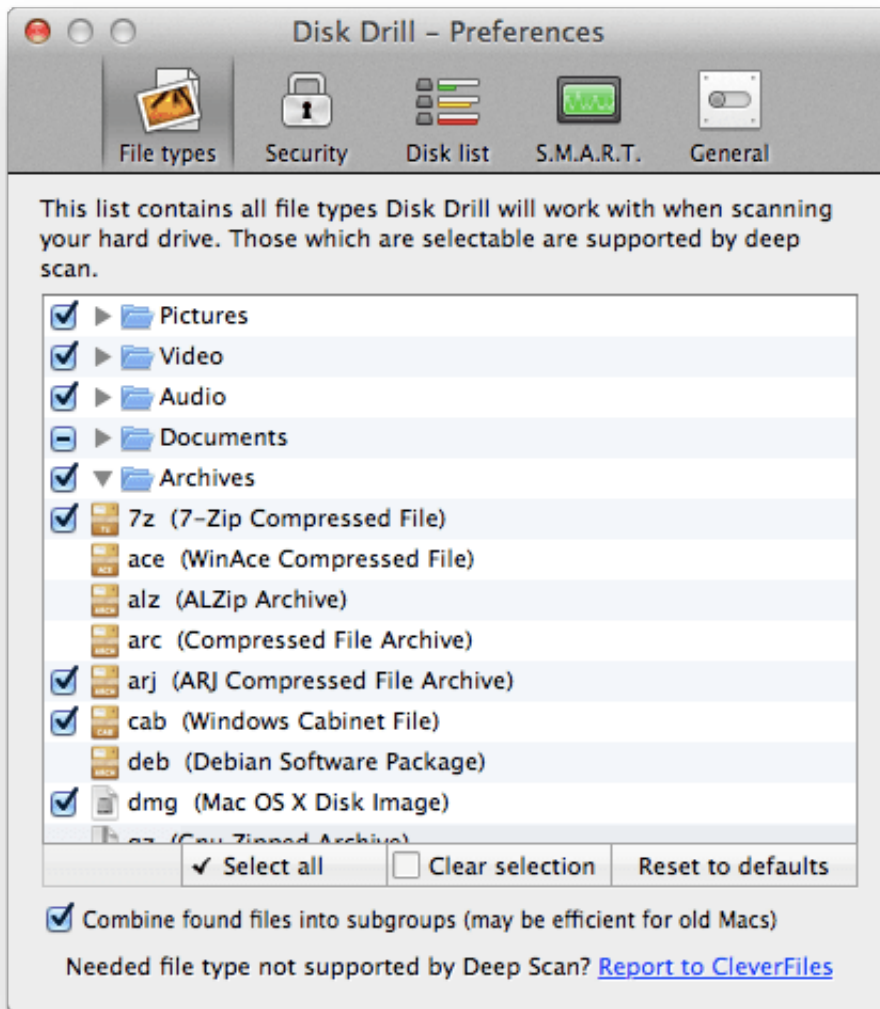 Disk Drill – Preferences
File types
Security
Disk list
S.M.A.R.T.
General
This list contains all file types Disk Drill will work with when scanning
your hard drive. Those which are selectable are supported by deep
scan.
Pictures
Video
Audio
Documents
Archives
7z (7-Zip Compressed File)
ace (WinAce Compressed File)
alz (ALZip Archive)
arc (Compressed File Archive)
arj (ARJ Compressed File Archive)
cab (Windows Cabinet File)
deb (Debian Software Package)
dmg (Mac OS X Disk Image)
gz (Gnu Zipped Archive)
Select all
Clear selection
Reset to defaults
Combine found files into subgroups (may be efficient for old Macs)
Needed file type not supported by Deep Scan? Report to CleverFiles